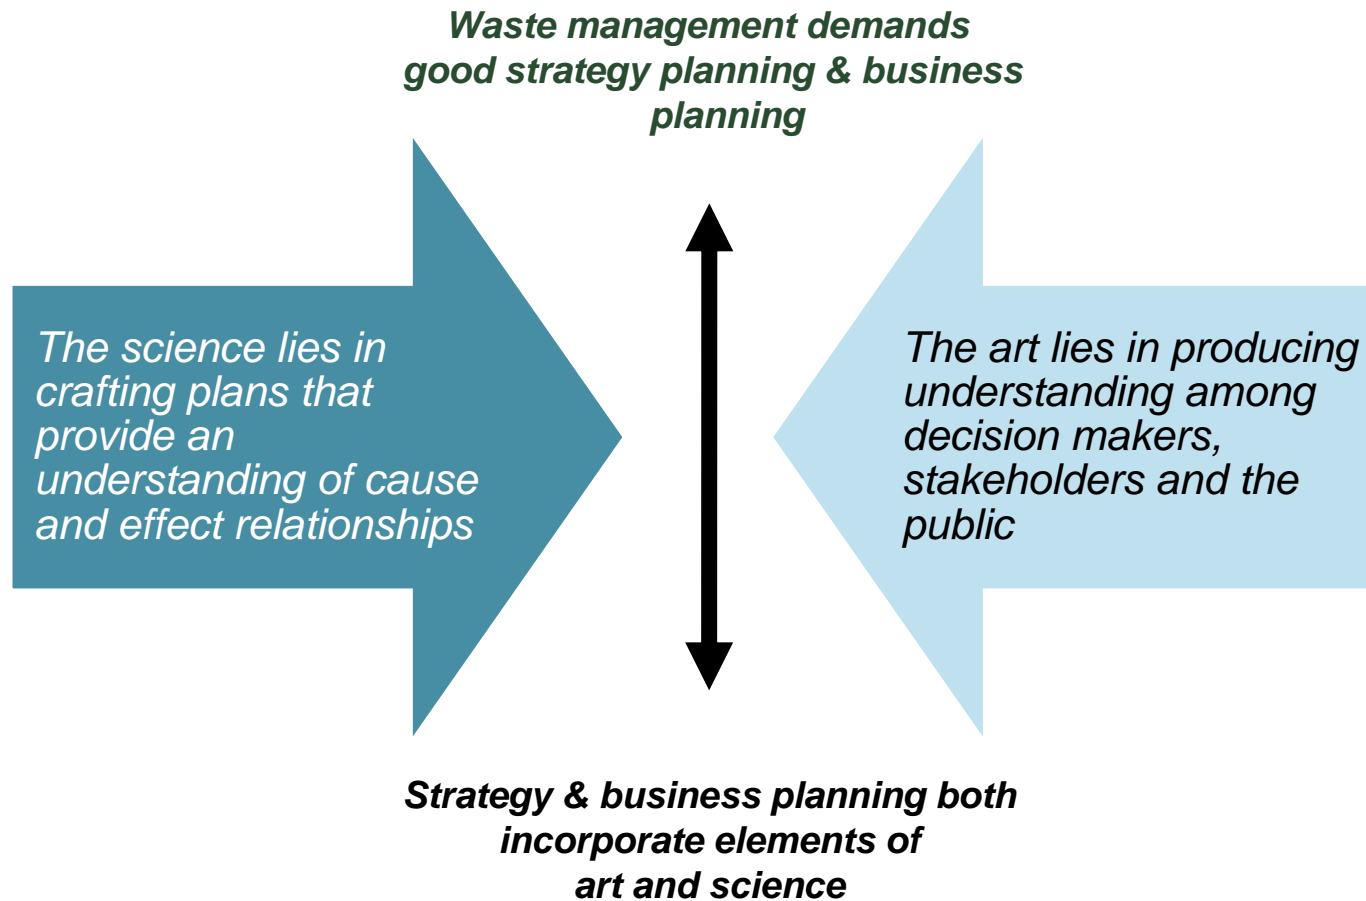 Waste management demands
good strategy planning & business
planning
The science lies in
crafting plans that
provide an
understanding of cause
and effect relationships
The art lies in producing
understanding among
decision makers,
stakeholders and the
public
Strategy & business planning both
incorporate elements of
art and science